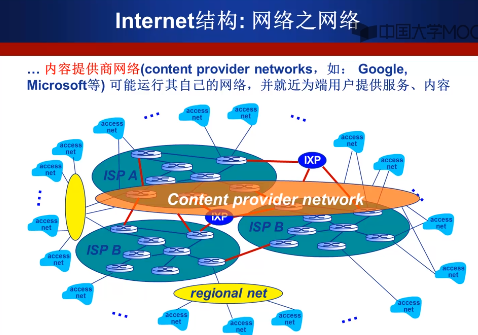 Internet结构: 网络之网络
中国大学MOO
… 内容提供商网络(content provider networks，如： Google,
Microsoft等) 可能运行其自己的网络，并就近为端用户提供服务、内容
access
net
access
net
access
net
access
net
access
net
access
net
access
net
IXP
ISP A
Content provider network
IXP
access
net
access
net
ISP B
ISP B
access
net
access
net
regional net
access
net
access
net
access
net
access
net
access
net
access
net